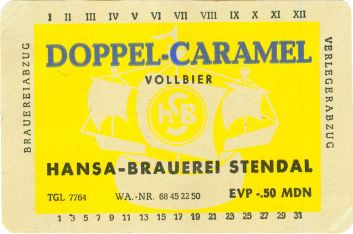 I II III IV V VI VII VIII IX X XI XII
BRAUEREIABZUG
DOPPEL-CARAMEL
VOLLBIER
HSB
HANSA-BRAUEREI STENDAL
TGL 7764 WA.-NR. 68 45 22 50 EVP -.50 MDN
VERLEGERABZUG
1 3 5 7 9 11 13 15 17 19 21 23 25 27 29 31